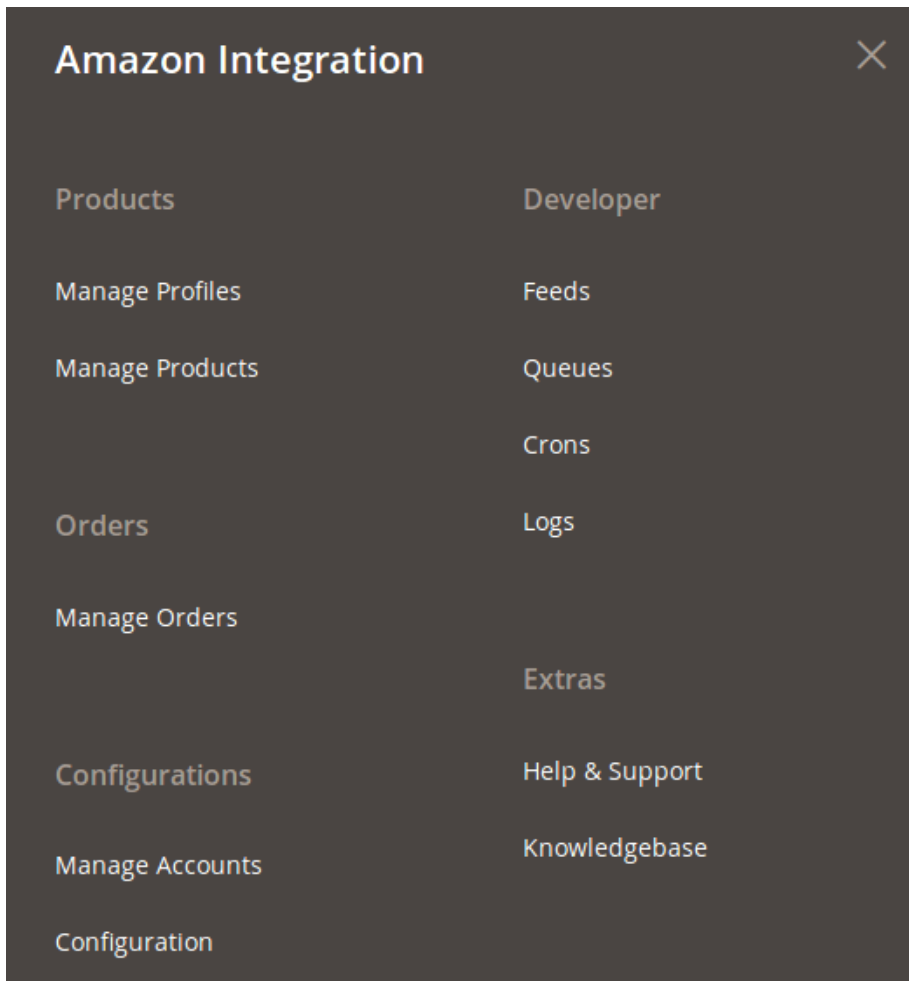 Amazon Integration
Products
Manage Profiles
Manage Products
Orders
Manage Orders
Configurations
Manage Accounts
Configuration
Developer
Feeds
Queues
Crons
Logs
Extras
Help & Support
Knowledgebase